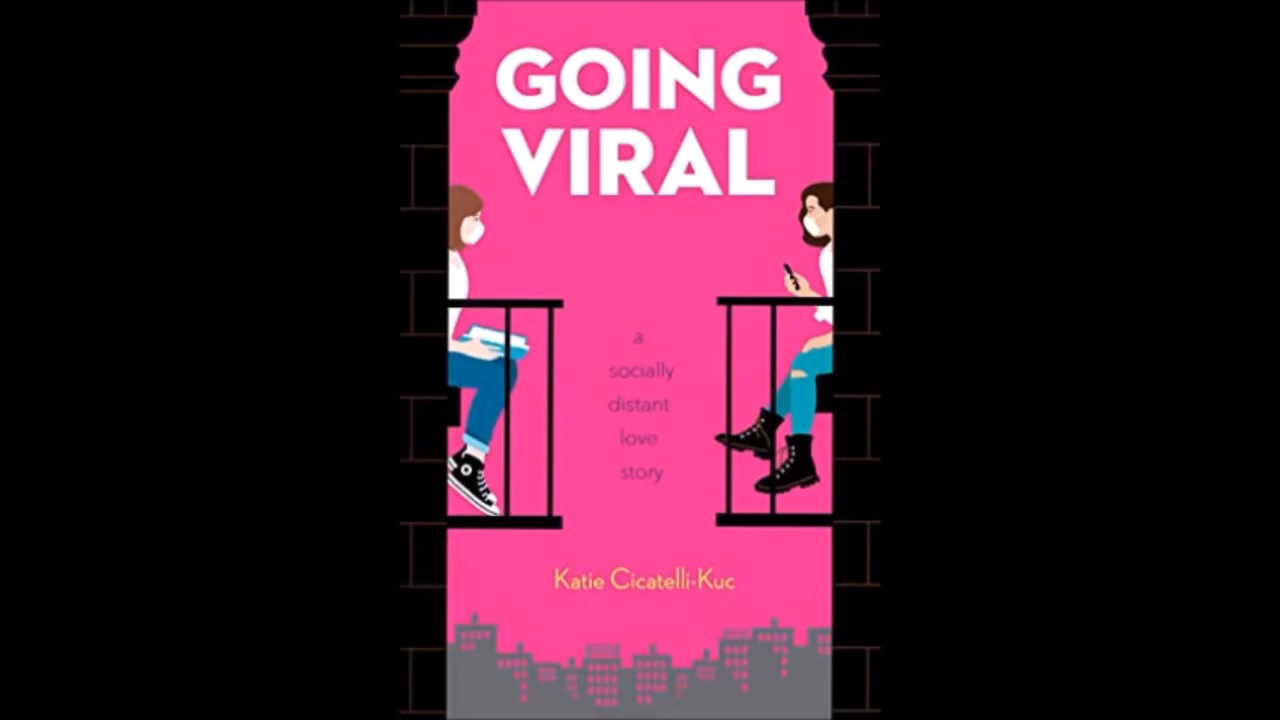 GOING
VIRAL
a
socially
distant
love
story
Katie Cicatelli-Kuc